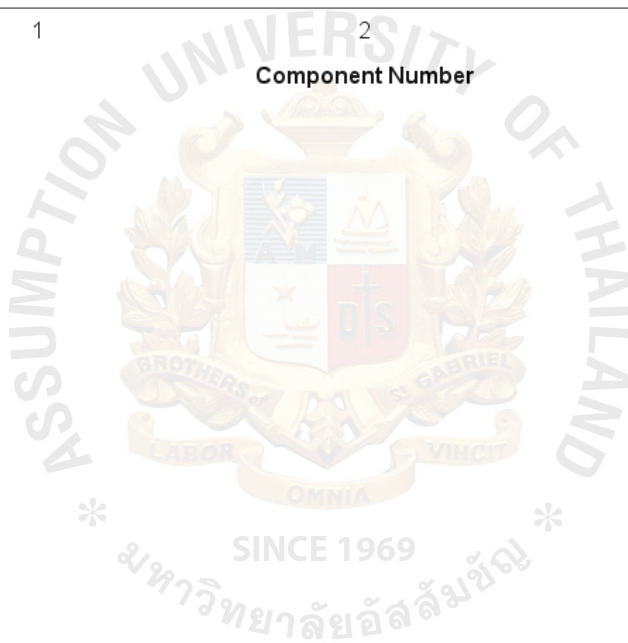 1 2
Component Number
ASSUMPTION UNIVERSITY OF THAILAND
A M
D S
BROTHERS of St GABRIEL
LABOR
OMNIA
VINCIT
* *
SINCE 1969
มหาวิทยาลัยอัสสัมชัญ